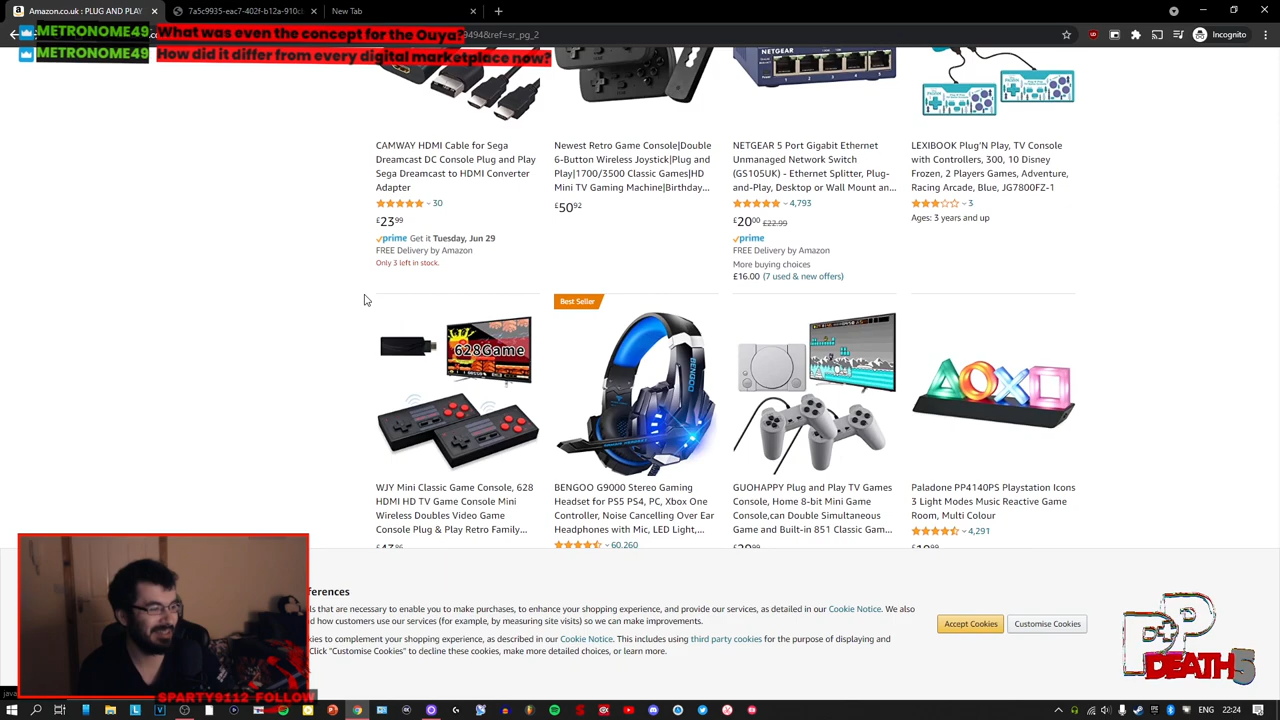 Amazon.co.uk: PLUG AND PLAY
7a5c9935-eac7-402f-b12a-910cb
New Tab
METRONOME49 What was even the concept for the Ouya?
9494&ref=sr_pg_2
Incognito
METRONOME49 How did it differ from every digital marketplace now?
NETGEAR
CAMWAY HDMI Cable for Sega
Dreamcast DC Console Plug and Play
Sega Dreamcast to HDMI Converter
Adapter
30
£23.99
prime Get it Tuesday, Jun 29
FREE Delivery by Amazon
Only 3 left in stock.
Newest Retro Game Console|Double
6-Button Wireless Joystick|Plug and
Play|1700/3500 Classic Games|HD
Mini TV Gaming Machine|Birthday...
£50.92
NETGEAR 5 Port Gigabit Ethernet
Unmanaged Network Switch
(GS105UK) - Ethernet Splitter, Plug-
and-Play, Desktop or Wall Mount an...
4,793
£20.00 £22.99
prime
FREE Delivery by Amazon
More buying choices
£16.00 (7 used & new offers)
LEXIBOOK Plug'N Play, TV Console
with Controllers, 300, 10 Disney
Frozen, 2 Players Games, Adventure,
Racing Arcade, Blue, JG7800FZ-1
3
Ages: 3 years and up
628Game
WJY Mini Classic Game Console, 628
HDMI HD TV Game Console Mini
Wireless Doubles Video Game
Console Plug & Play Retro Family...
Best Seller
BENGOO
BENGOO G9000 Stereo Gaming
Headset for PS5 PS4, PC, Xbox One
Controller, Noise Cancelling Over Ear
Headphones with Mic, LED Light,...
60,260
GUOHAPPY Plug and Play TV Games
Console, Home 8-bit Mini Game
Console,can Double Simultaneous
Game and Built-in 851 Classic Gam...
Paladone PP4140PS Playstation Icons
3 Light Modes Music Reactive Game
Room, Multi Colour
4,291
ferences
ls that are necessary to enable you to make purchases, to enhance your shopping experience, and provide our services, as detailed in our Cookie Notice. We also
d how customers use our services (for example, by measuring site visits) so we can make improvements.
kies to complement your shopping experience, as described in our Cookie Notice. This includes using third party cookies for the purpose of displaying and
Click "Customise Cookies" to decline these cookies, make more detailed choices, or learn more.
Accept Cookies
Customise Cookies
DEATH
SPARTY9112 FOLLOW
java
ENG
22:24